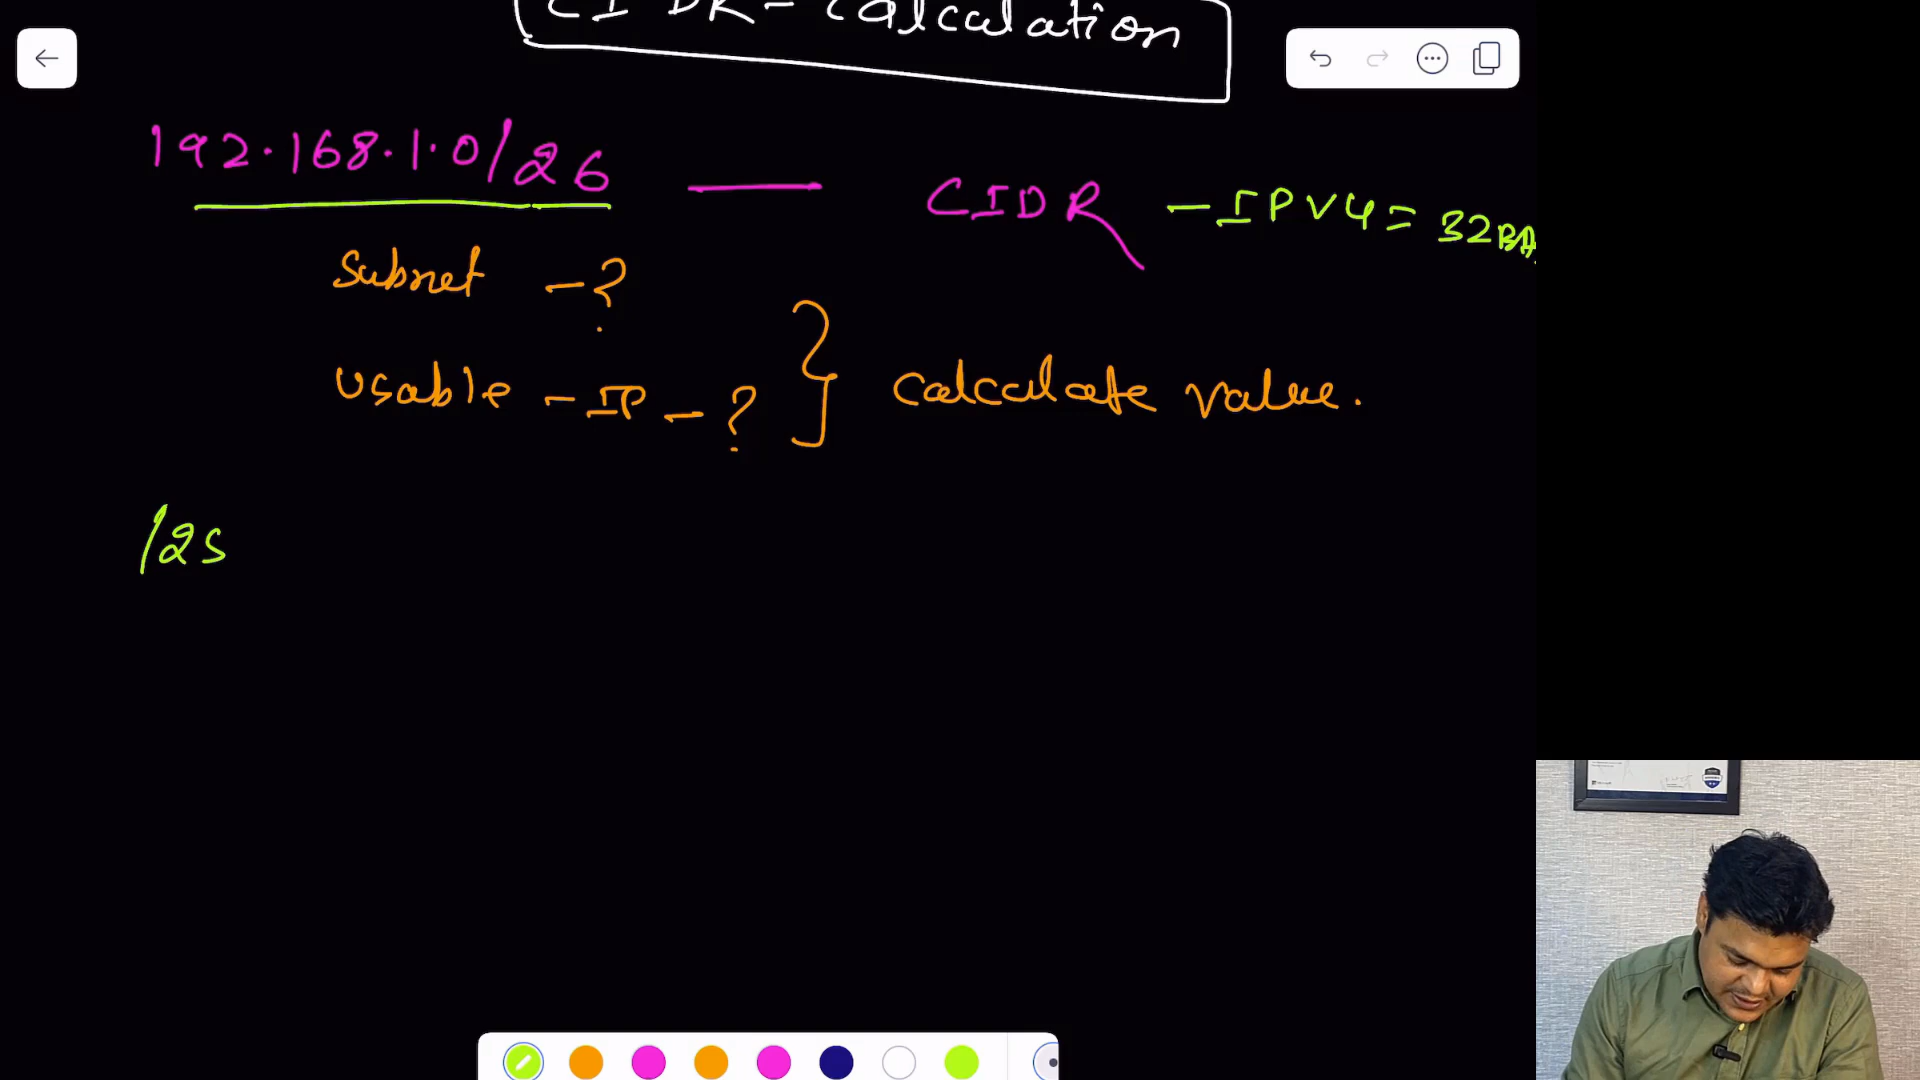 CIDR-Calculation
192.168.1.0/26 — CIDR — IPV4 = 32
Subnet - ?
Usable - IP - ? } calculate value.
/25